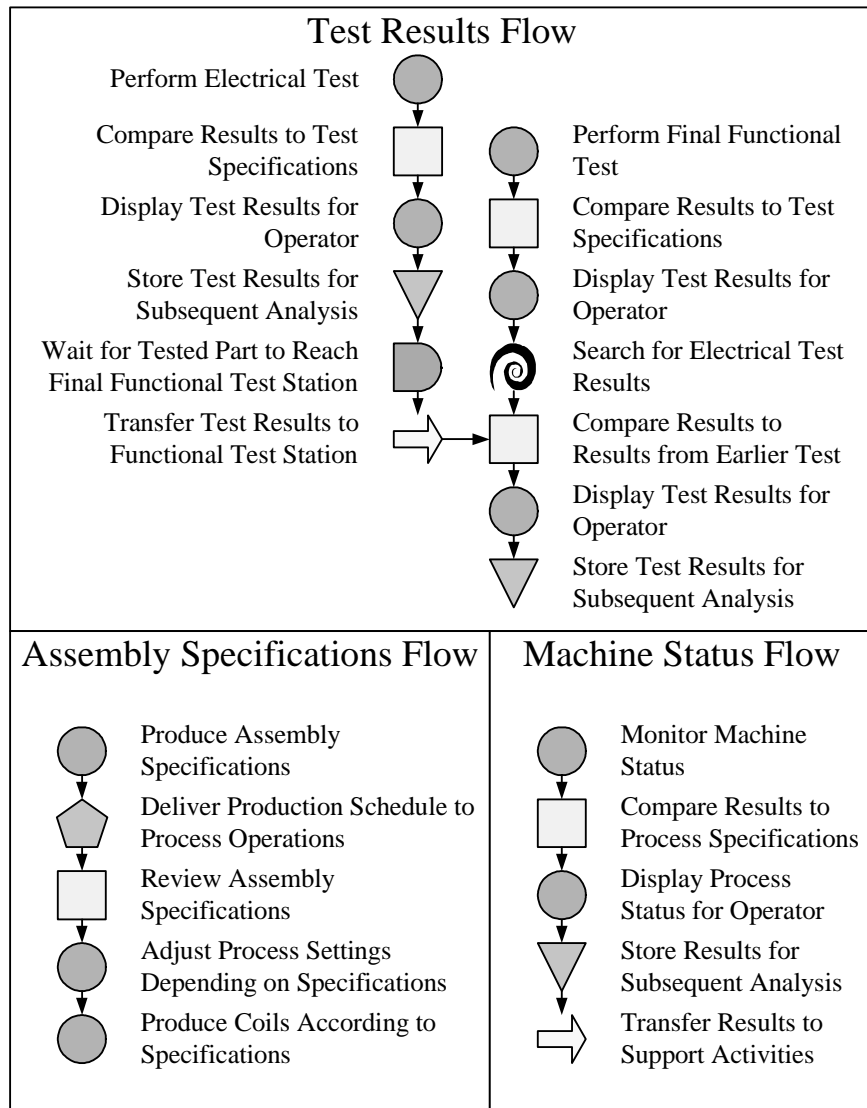 Test Results Flow
Perform Electrical Test
Compare Results to Test
Specifications
Display Test Results for
Operator
Store Test Results for
Subsequent Analysis
Wait for Tested Part to Reach
Final Functional Test Station
Transfer Test Results to
Functional Test Station
Perform Final Functional
Test
Compare Results to Test
Specifications
Display Test Results for
Operator
Search for Electrical Test
Results
Compare Results to
Results from Earlier Test
Display Test Results for
Operator
Store Test Results for
Subsequent Analysis
Assembly Specifications Flow
Produce Assembly
Specifications
Deliver Production Schedule to
Process Operations
Review Assembly
Specifications
Adjust Process Settings
Depending on Specifications
Produce Coils According to
Specifications
Machine Status Flow
Monitor Machine
Status
Compare Results to
Process Specifications
Display Process
Status for Operator
Store Results for
Subsequent Analysis
Transfer Results to
Support Activities